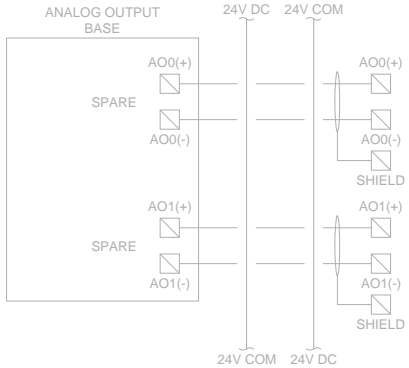 ANALOG OUTPUT
BASE
24V DC
24V COM
AO0(+)
AO0(+)
SPARE
AO0(-)
AO0(-)
SHIELD
AO1(+)
AO1(+)
SPARE
AO1(-)
AO1(-)
SHIELD
24V COM
24V DC